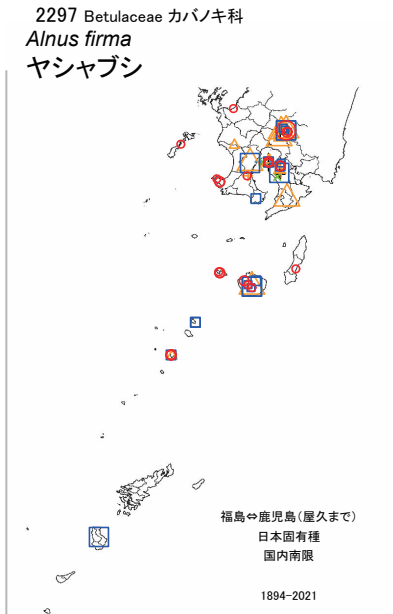 2297 Betulaceae カバノキ科
Alnus firma
ヤシャブシ
福島⇔鹿児島(屋久まで)
日本固有種
国内南限
1894-2021